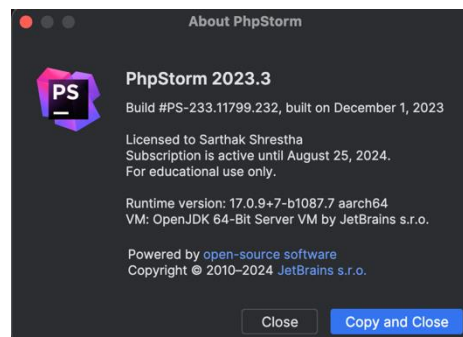 About PhpStorm
PS
PhpStorm 2023.3
Build #PS-233.11799.232, built on December 1, 2023
Licensed to Sarthak Shrestha
Subscription is active until August 25, 2024.
For educational use only.
Runtime version: 17.0.9+7-b1087.7 aarch64
VM: OpenJDK 64-Bit Server VM by JetBrains s.r.o.
Powered by open-source software
Copyright © 2010–2024 JetBrains s.r.o.
Close
Copy and Close